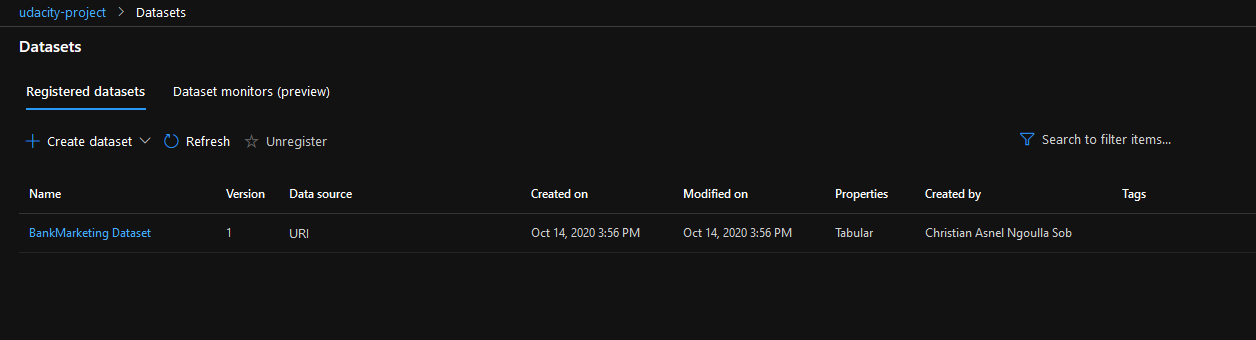 udacity-project > Datasets
Datasets
Registered datasets Dataset monitors (preview)
Create dataset Refresh Unregister Search to filter items...
Name Version Data source Created on Modified on Properties Created by Tags
BankMarketing Dataset 1 URI Oct 14, 2020 3:56 PM Oct 14, 2020 3:56 PM Tabular Christian Asnel Ngoulla Sob